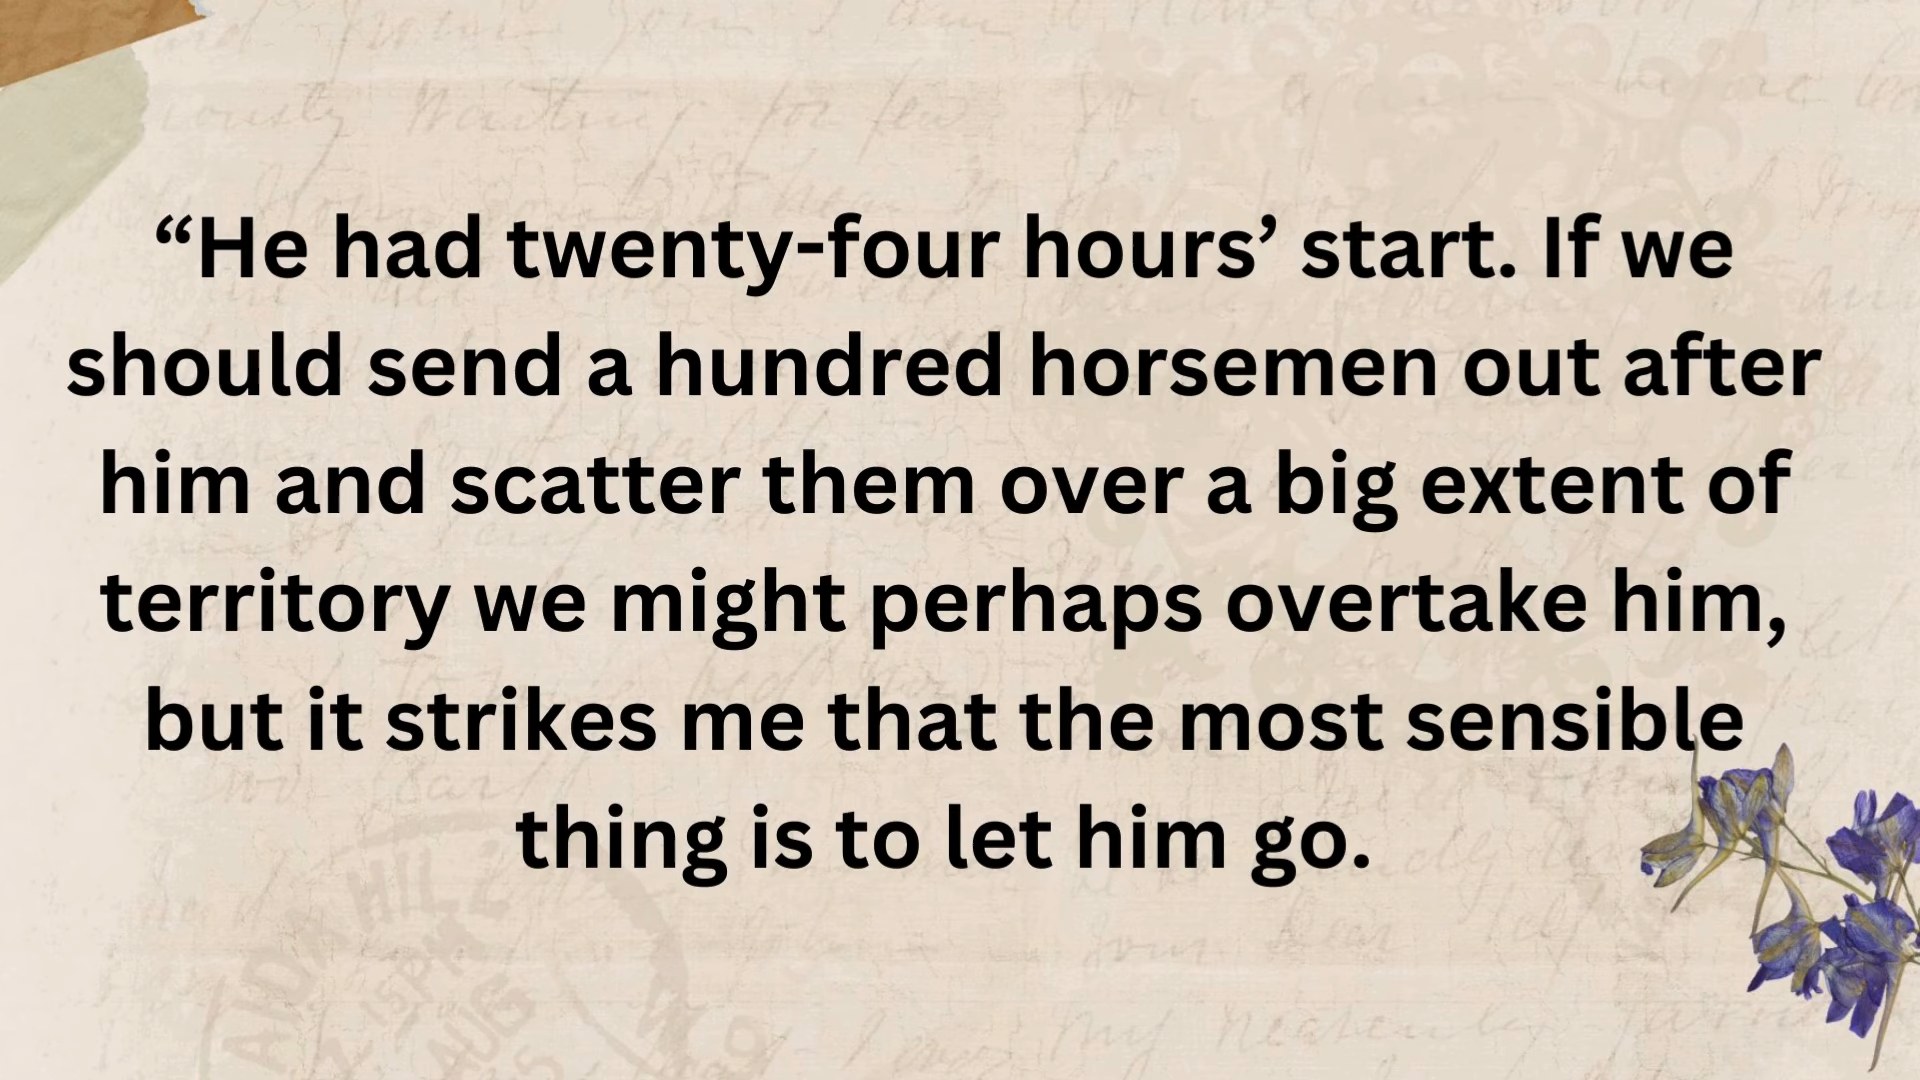 “He had twenty-four hours’ start. If we
should send a hundred horsemen out after
him and scatter them over a big extent of
territory we might perhaps overtake him,
but it strikes me that the most sensible
thing is to let him go.